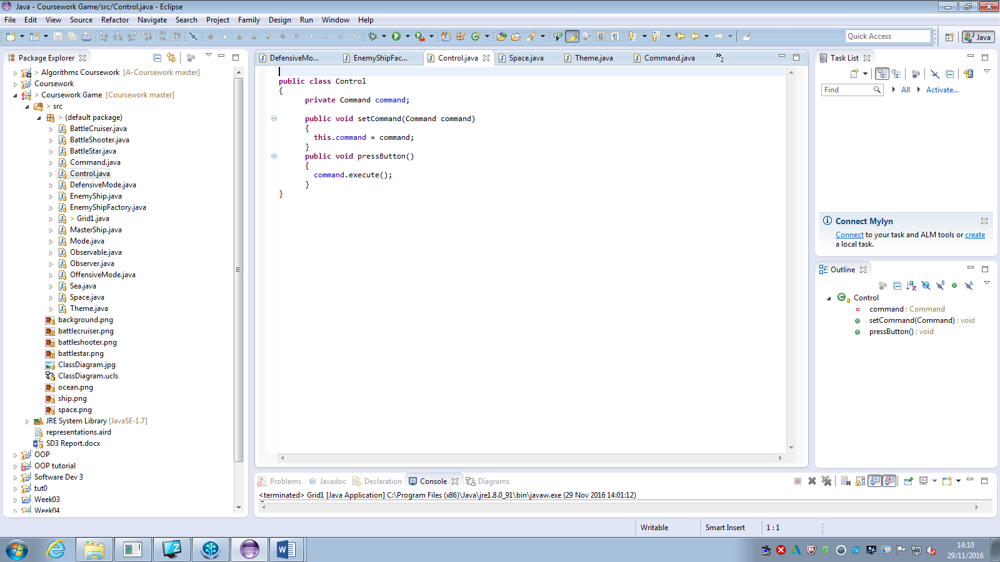 Java - Coursework Game/src/Control.java - Eclipse
File Edit View Source Refactor Navigate Search Project Family Design Run Window Help
Quick Access
Java
Package Explorer
> Algorithms Coursework [A-Coursework master]
Coursework
> Coursework Game [Coursework master]
> src
> (default package)
BattleCruiser.java
BattleShooter.java
BattleStar.java
Command.java
Control.java
DefensiveMode.java
EnemyShip.java
EnemyShipFactory.java
> Grid1.java
MasterShip.java
Mode.java
Observable.java
Observer.java
OffensiveMode.java
Sea.java
Space.java
Theme.java
background.png
battlecruiser.png
battleshooter.png
battlestar.png
ClassDiagram.jpg
ClassDiagram.ucls
ocean.png
ship.png
space.png
JRE System Library [JavaSE-1.7]
representations.aird
SD3 Report.docx
OOP
OOP tutorial
Software Dev 3
tut0
Week03
Week04
DefensiveMo... EnemyShipFac... Control.java Space.java Theme.java Command.java »2
public class Control
{
private Command command;
public void setCommand(Command command)
{
this.command = command;
}
public void pressButton()
{
command.execute();
}
}
Task List
Find All Activate...
Connect Mylyn
Connect to your task and ALM tools or create
a local task.
Outline
Control
command : Command
setCommand(Command) : void
pressButton() : void
Problems @ Javadoc Declaration Console Diagrams
<terminated> Grid1 [Java Application] C:\Program Files (x86)\Java\jre1.8.0_91\bin\javaw.exe (29 Nov 2016 14:01:12)
Writable Smart Insert 1 : 1
14:10
29/11/2016